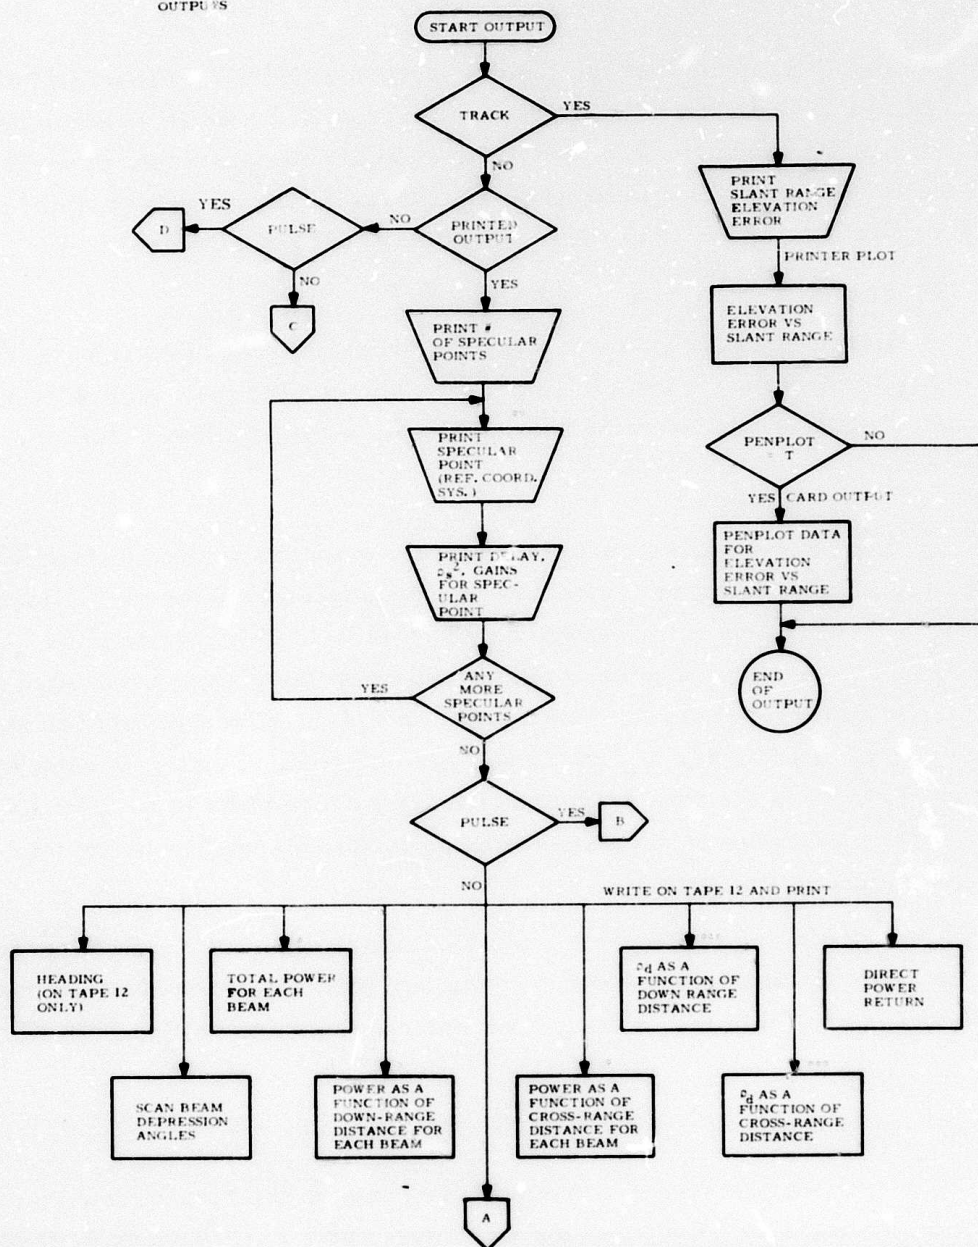 OUTPUTS
START OUTPUT
TRACK
YES
NO
PRINT
SLANT RANGE
ELEVATION
ERROR
YES
D
PULSE
NO
PRINTED
OUTPUT
PRINTER PLOT
NO
YES
C
PRINT #
OF SPECULAR
POINTS
ELEVATION
ERROR VS
SLANT RANGE
PRINT
SPECULAR
POINT
(REF. COORD.
SYS.)
PENPLOT
= T
NO
YES CARD OUTPUT
PRINT DELAY,
ρs², GAINS
FOR SPEC-
ULAR
POINT
PENPLOT DATA
FOR
ELEVATION
ERROR VS
SLANT RANGE
YES
ANY
MORE
SPECULAR
POINTS
END
OF
OUTPUT
NO
PULSE
YES
B
NO
WRITE ON TAPE 12 AND PRINT
HEADING
(ON TAPE 12
ONLY)
TOTAL POWER
FOR EACH
BEAM
ρd AS A
FUNCTION OF
DOWN RANGE
DISTANCE
DIRECT
POWER
RETURN
SCAN BEAM
DEPRESSION
ANGLES
POWER AS A
FUNCTION OF
DOWN-RANGE
DISTANCE FOR
EACH BEAM
POWER AS A
FUNCTION OF
CROSS-RANGE
DISTANCE FOR
EACH BEAM
ρd AS A
FUNCTION OF
CROSS-RANGE
DISTANCE
A